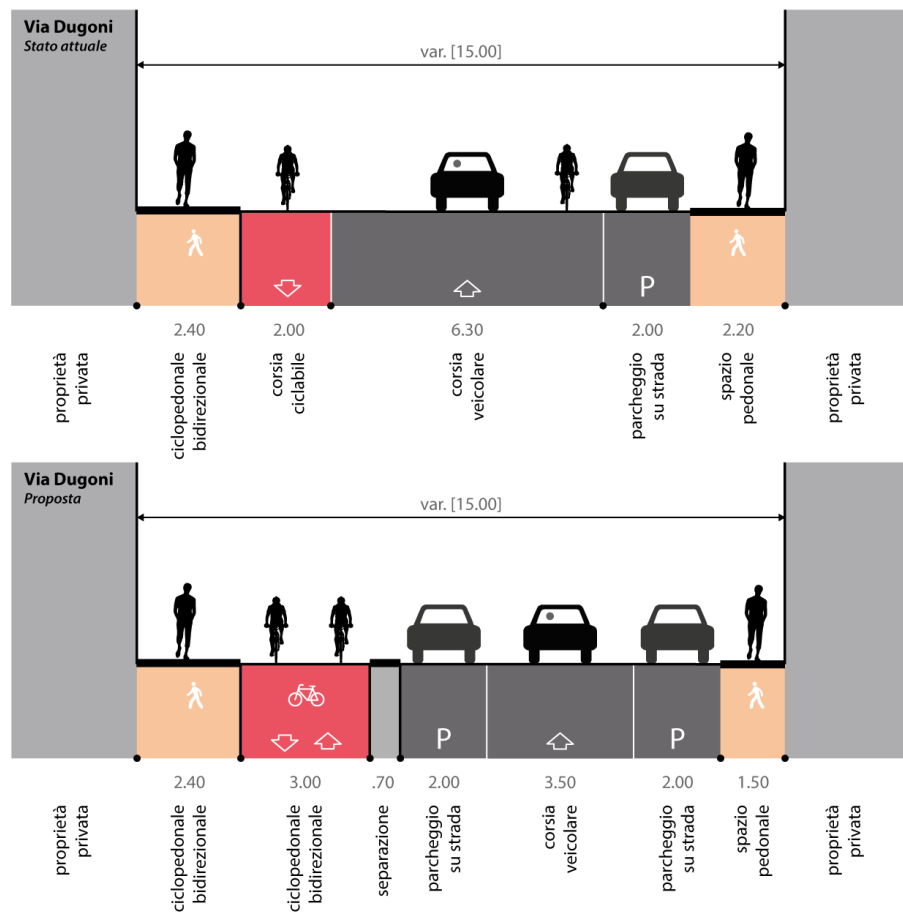 Via Dugoni
Stato attuale
var. [15.00]
P
2.40
2.00
6.30
2.00
2.20
proprietà
privata
ciclopedonale
bidirezionale
corsia
ciclabile
corsia
veicolare
parcheggio
su strada
spazio
pedonale
proprietà
privata
Via Dugoni
Proposta
var. [15.00]
P
P
2.40
3.00
.70
2.00
3.50
2.00
1.50
proprietà
privata
ciclopedonale
bidirezionale
ciclopedonale
bidirezionale
separazione
parcheggio
su strada
corsia
veicolare
parcheggio
su strada
spazio
pedonale
proprietà
privata